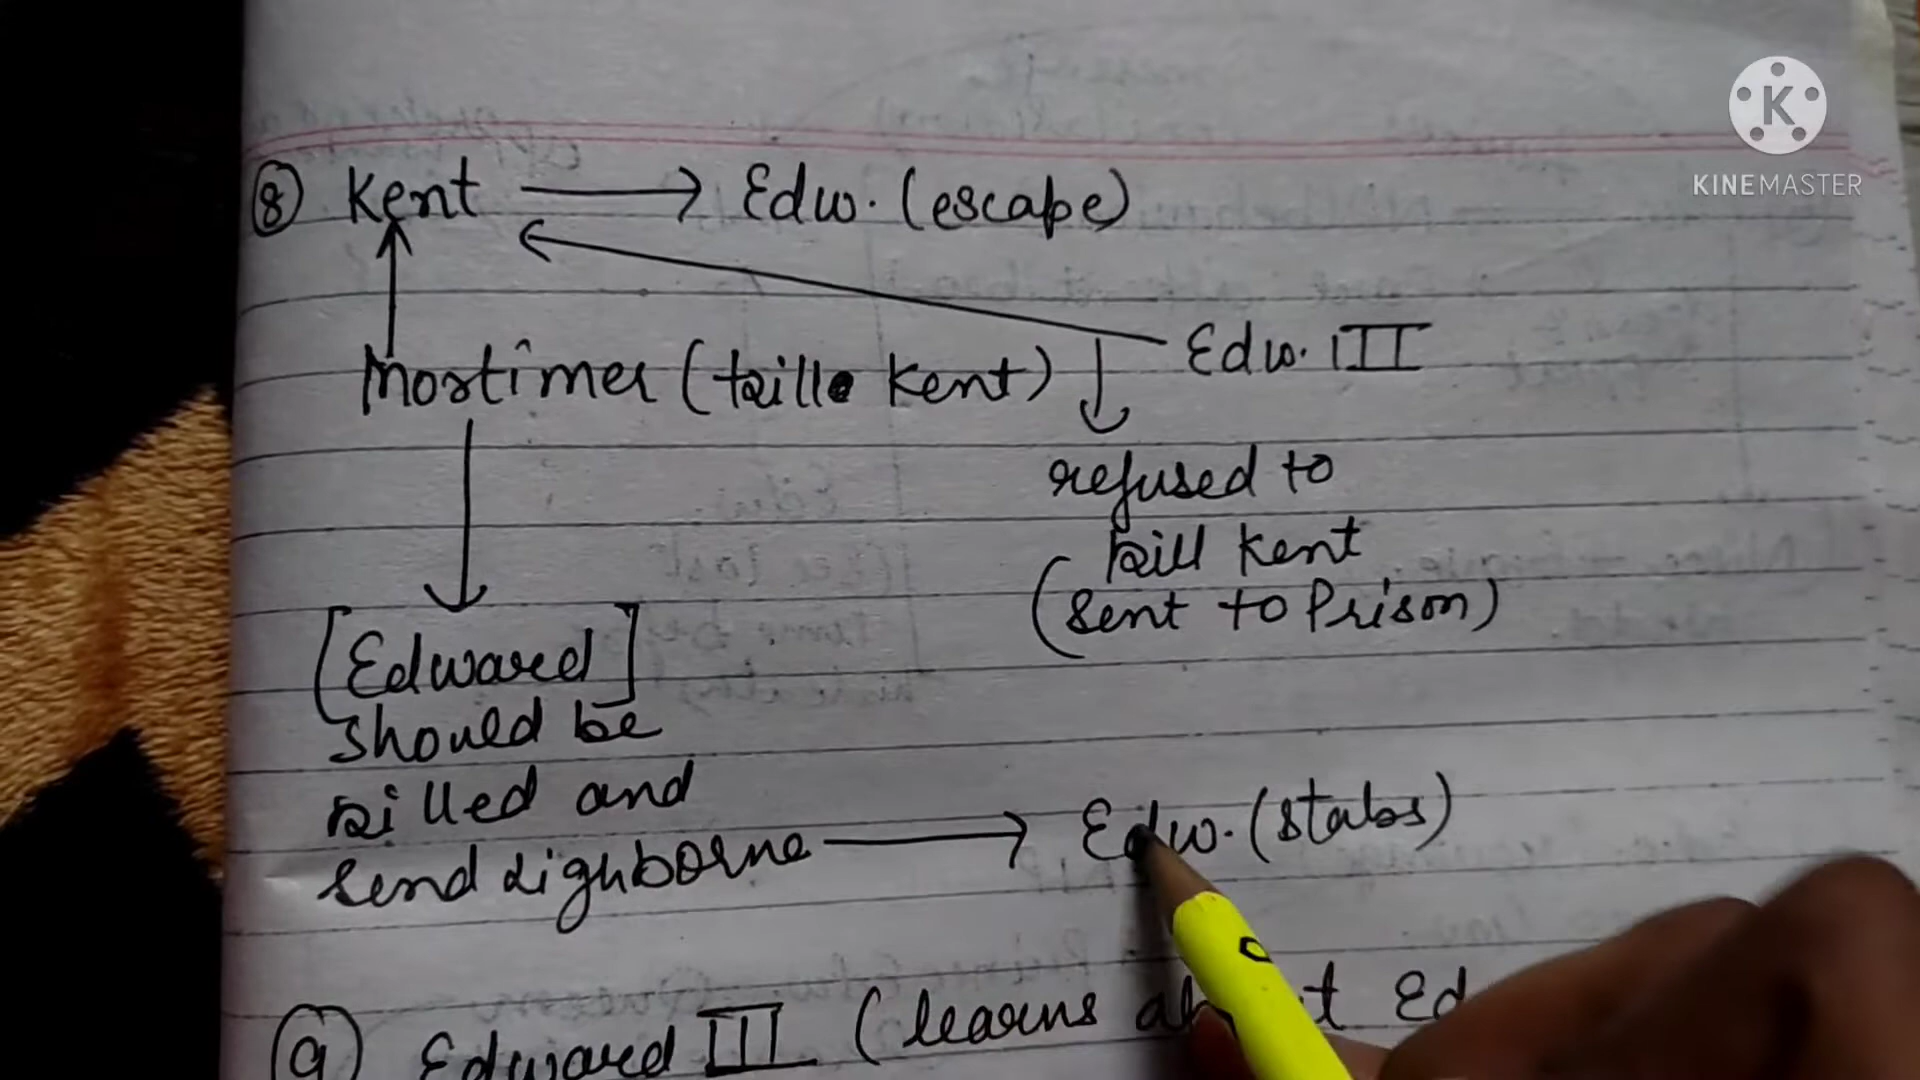 K
KINEMASTER
⑧ Kent → Edw. (escape)
Mortimer (kill Kent)
Edw. III
refused to
kill Kent
(sent to Prison)
[Edward]
should be
killed and
send Lighborne → Edw. (stabs)
⑨ Edward III (learns